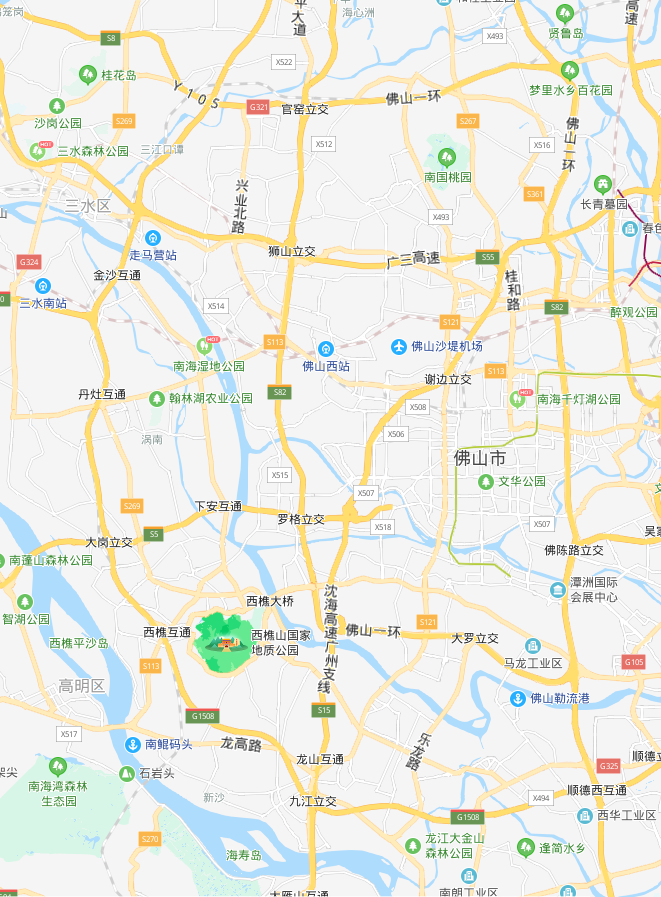 平大道
海心洲
高速
S8
X493
贤鲁岛
X522
桂花岛
梦里水乡百花园
Y105
佛山一环
G321
官窑立交
沙岗公园
S269
S267
佛山一环
HOT
三水森林公园
三江口谭
X512
X516
南国桃园
兴业北路
长青墓园
S361
三水区
X493
走马营站
狮山立交
广三高速
S55
G324
金沙互通
桂和路
三水南站
X514
S82
醉观公园
S121
S113
HOT
南海湿地公园
佛山西站
佛山沙堤机场
谢边立交
S113
丹灶互通
翰林湖农业公园
S82
HOT
南海千灯湖公园
X508
涡南
X506
佛山市
X515
文华公园
X507
S269
下安互通
罗格立交
X518
X507
大岗立交
S5
佛陈路立交
南蓬山森林公园
潭洲国际
会展中心
智湖公园
西樵大桥
沈海高速广州支线
西樵互通
西樵山国家
地质公园
佛山一环
S121
大罗立交
西樵平沙岛
马龙工业区
S113
G105
高明区
佛山勒流港
G1508
S15
X517
南鲲码头
龙高路
乐龙路
龙山互通
G325
南海湾森林
生态园
石岩头
顺德西互通
新沙
九江立交
X494
G1508
西华工业区
S270
龙江大金山
森林公园
逢简水乡
海寿岛
南朗工业区